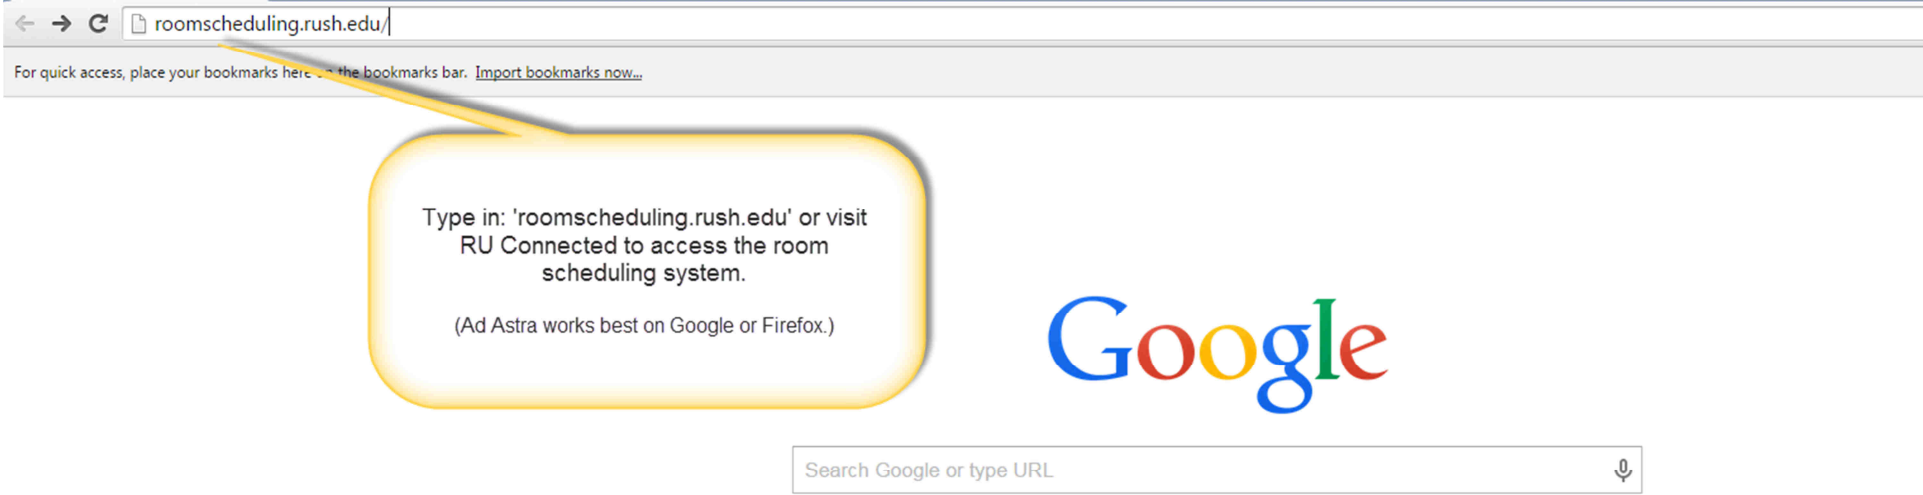 roomscheduling.rush.edu/
For quick access, place your bookmarks here on the bookmarks bar. Import bookmarks now...
Type in: 'roomscheduling.rush.edu' or visit
RU Connected to access the room
scheduling system.
(Ad Astra works best on Google or Firefox.)
Google
Search Google or type URL